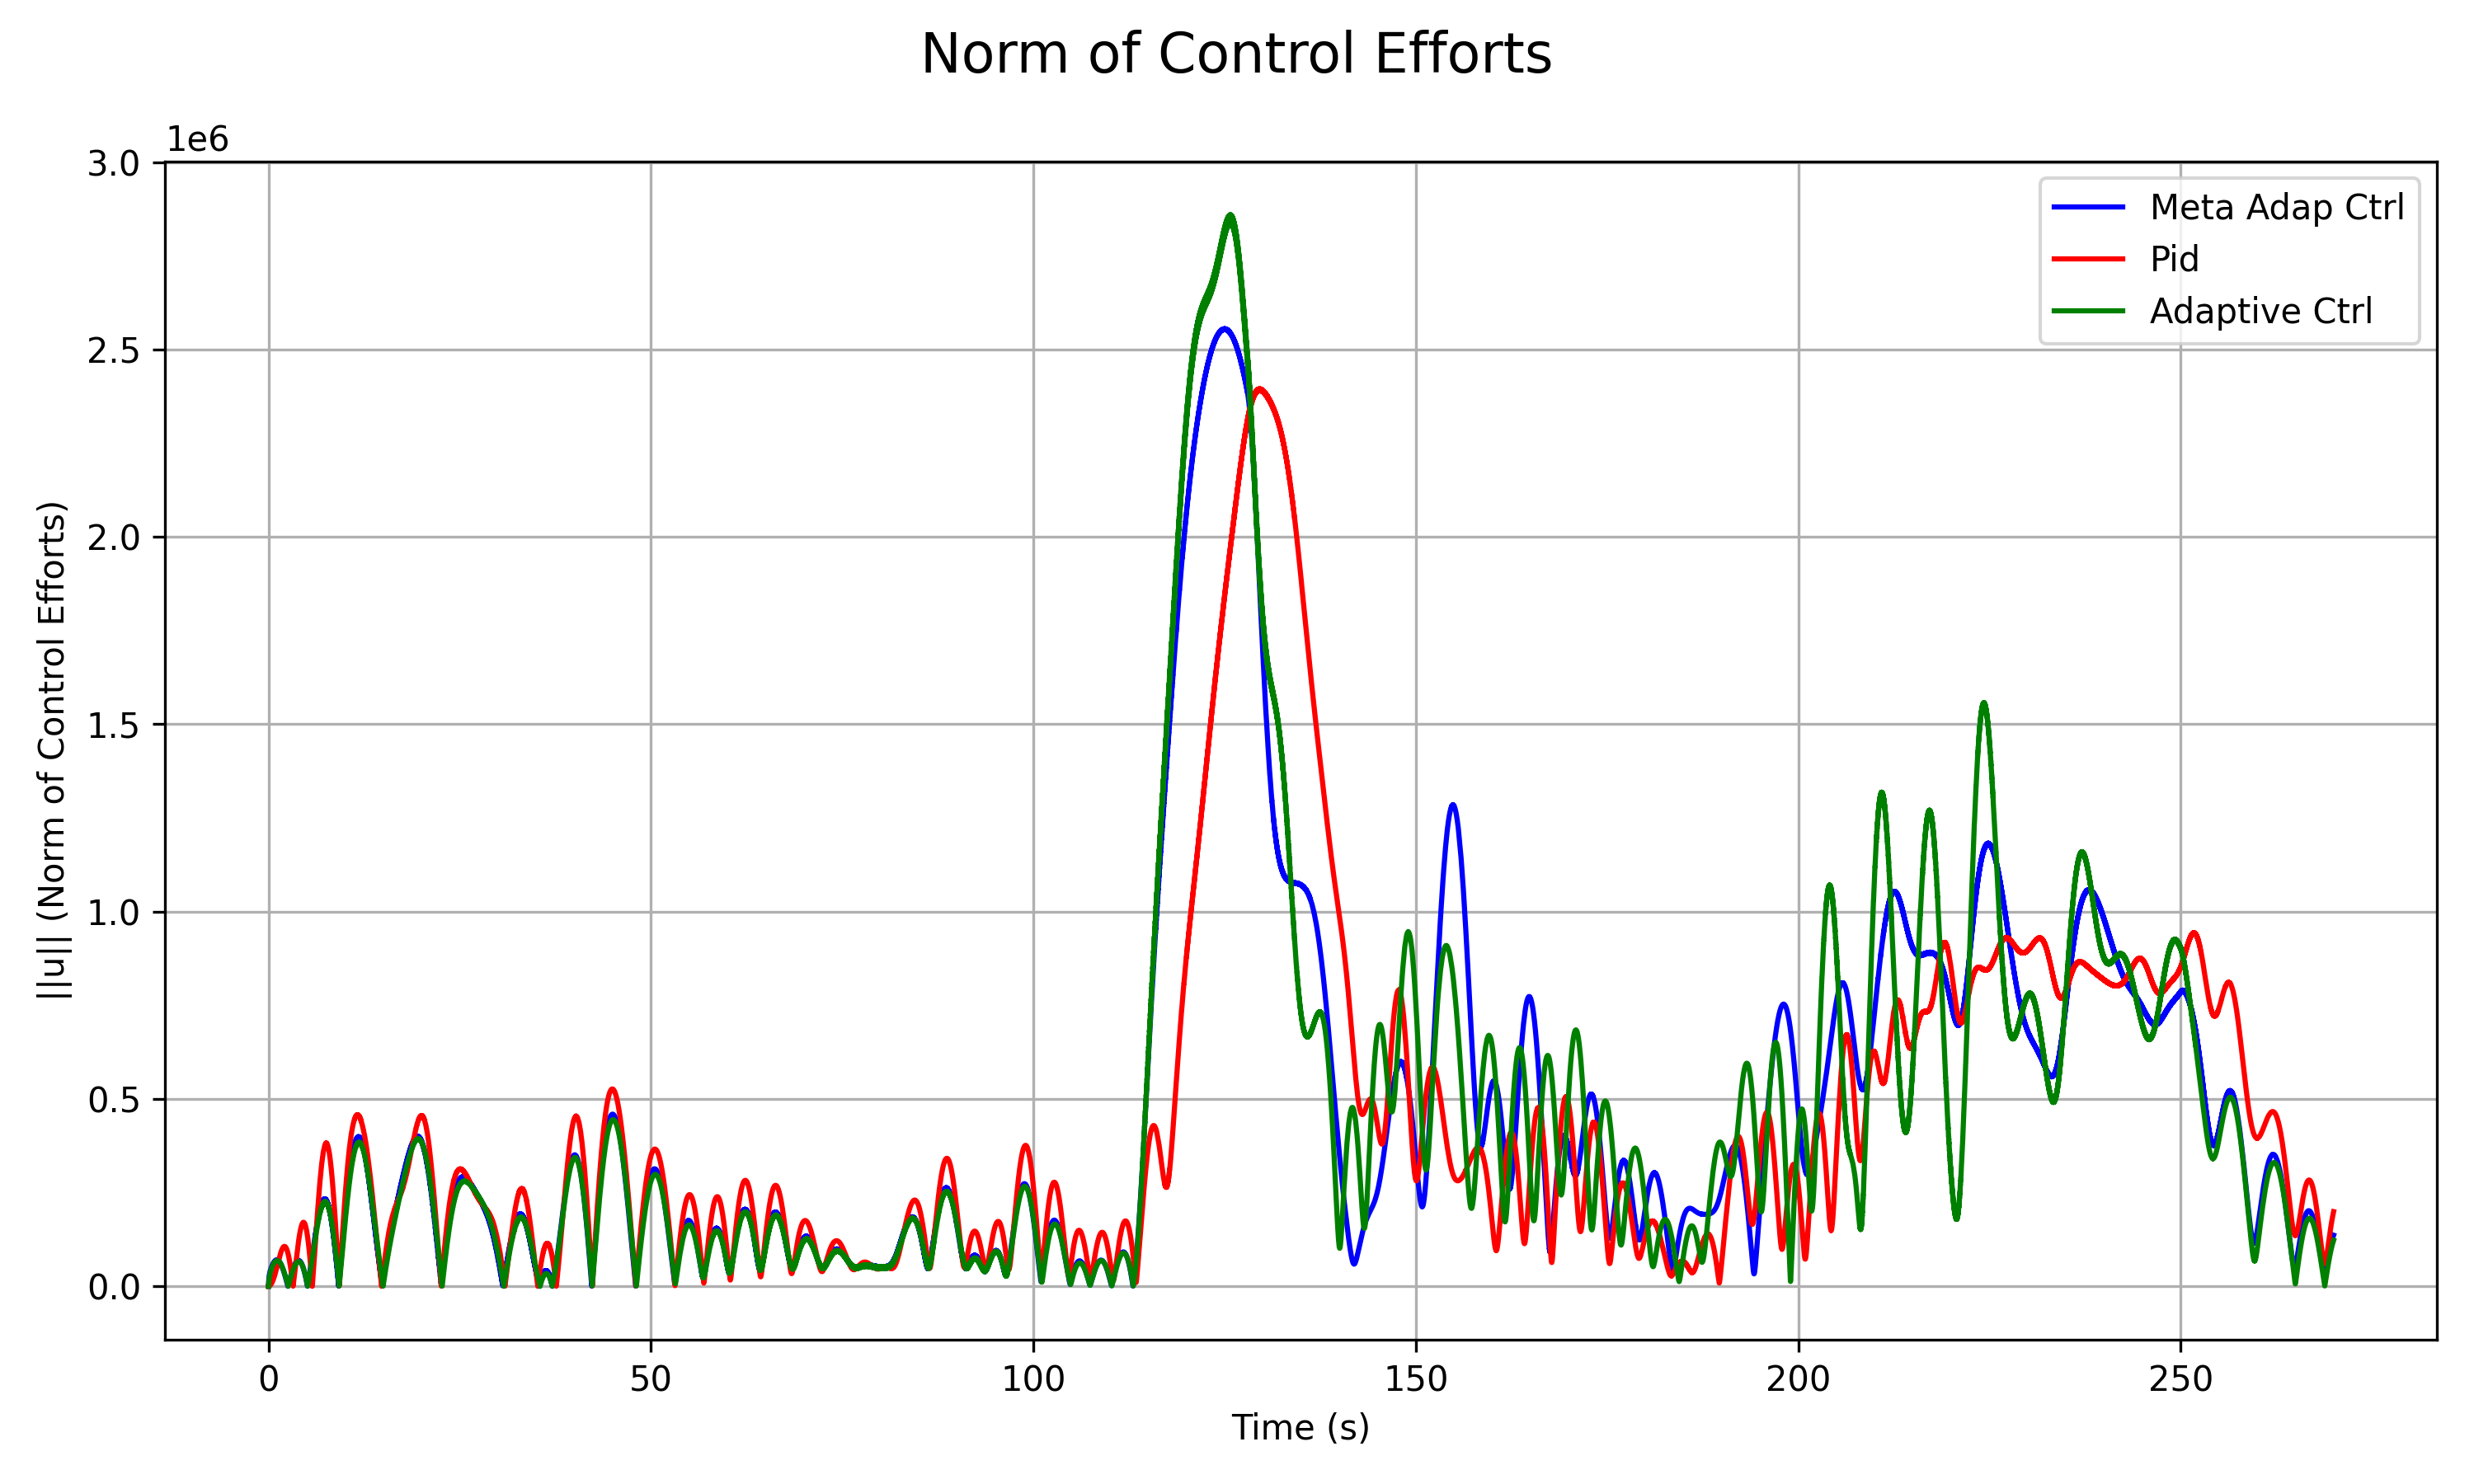 Norm of Control Efforts
1e6
3.0
2.5
2.0
1.5
1.0
0.5
0.0
||u|| (Norm of Control Efforts)
Meta Adap Ctrl
Pid
Adaptive Ctrl
0 50 100 150 200 250
Time (s)